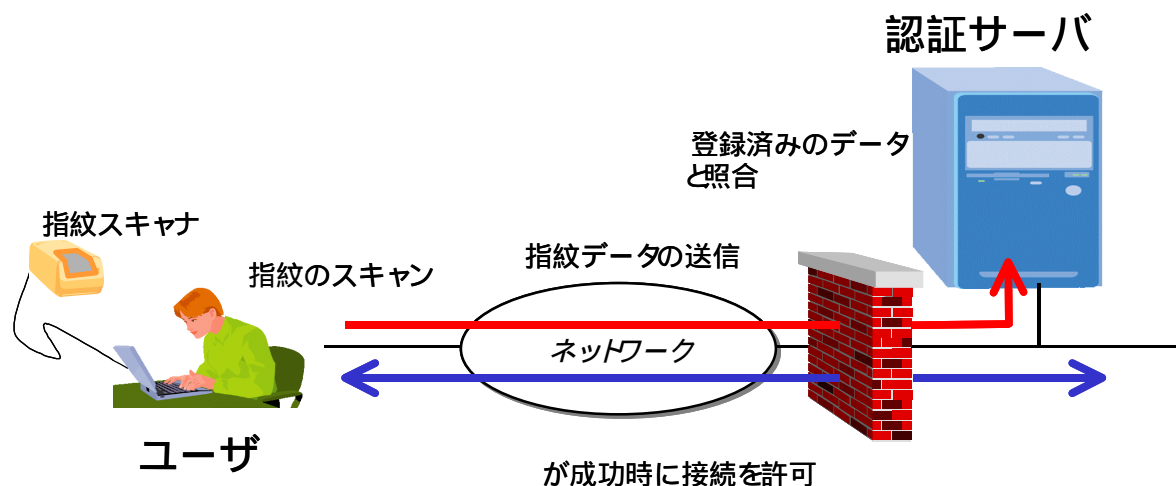 認証サーバ
登録済みのデータ
と照合
指紋スキャナ
指紋のスキャン
指紋データの送信
ネットワーク
ユーザ
が成功時に接続を許可